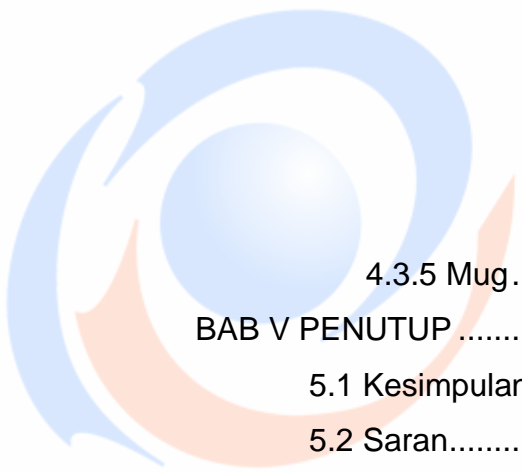 4.3.5 Mug.
BAB V PENUTUP .......
5.1 Kesimpulan
5.2 Saran.........